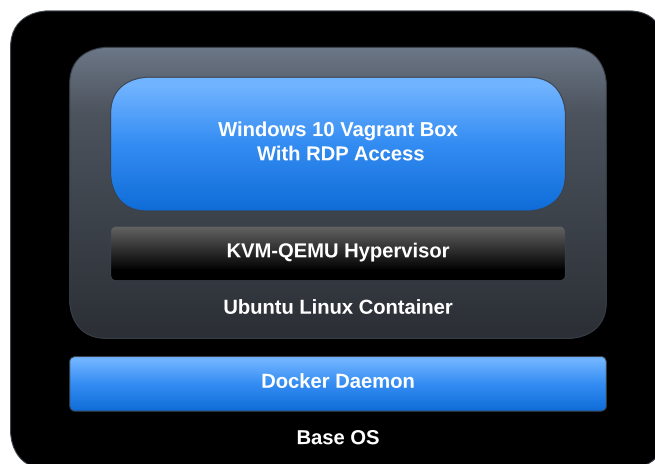 Windows 10 Vagrant Box
With RDP Access
KVM-QEMU Hypervisor
Ubuntu Linux Container
Docker Daemon
Base OS